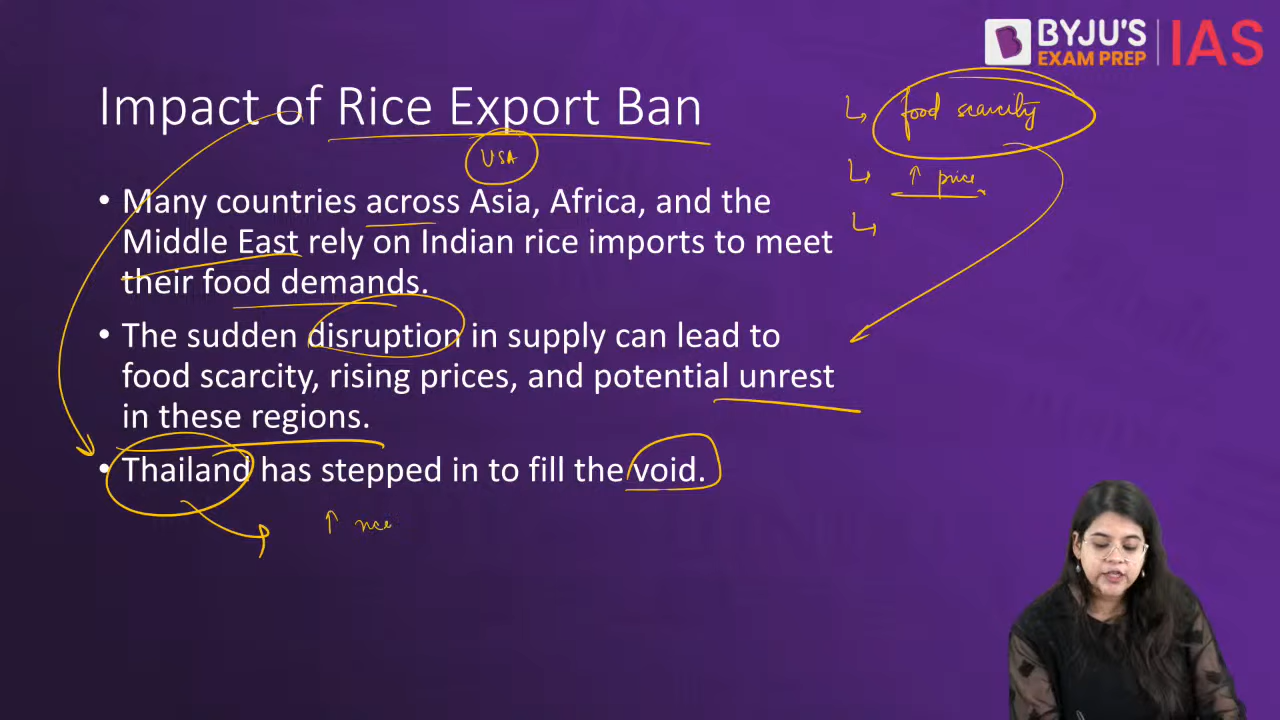 BYJU'S
EXAM PREP
IAS
Impact of Rice Export Ban
USA
• Many countries across Asia, Africa, and the
Middle East rely on Indian rice imports to meet
their food demands.
• The sudden disruption in supply can lead to
food scarcity, rising prices, and potential unrest
in these regions.
• Thailand has stepped in to fill the void.
↑ rice
↳ food scarcity
↳ ↑ price
↳